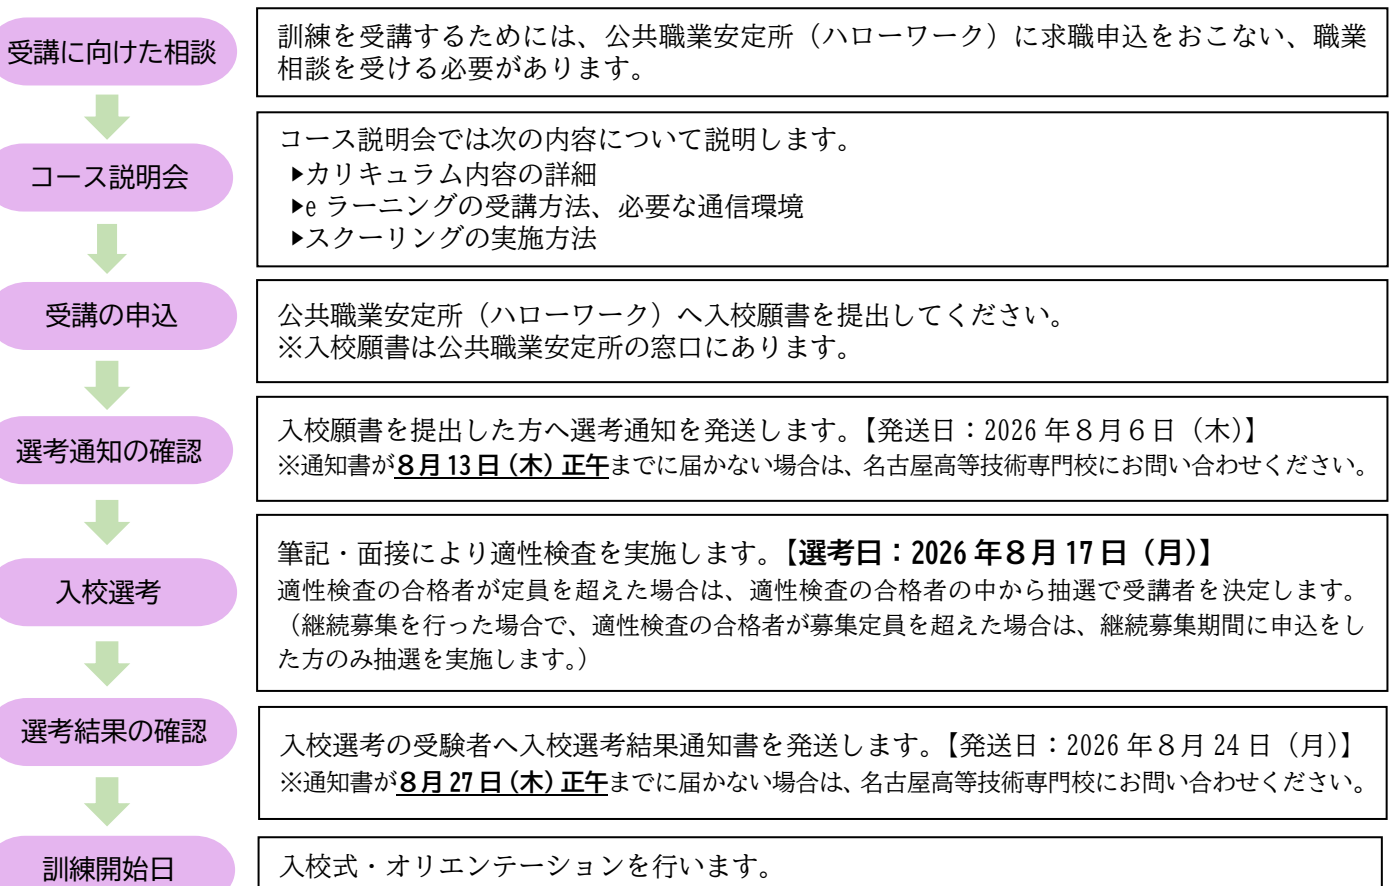 受講に向けた相談
訓練を受講するためには、公共職業安定所（ハローワーク）に求職申込をおこない、職業
相談を受ける必要があります。
コース説明会
コース説明会では次の内容について説明します。
▶カリキュラム内容の詳細
▶e ラーニングの受講方法、必要な通信環境
▶スクーリングの実施方法
受講の申込
公共職業安定所（ハローワーク）へ入校願書を提出してください。
※入校願書は公共職業安定所の窓口にあります。
選考通知の確認
入校願書を提出した方へ選考通知を発送します。【発送日：2026 年８月６日（木）】
※通知書が８月13日（木）正午までに届かない場合は、名古屋高等技術専門校にお問い合わせください。
入校選考
筆記・面接により適性検査を実施します。【選考日：2026 年８月 17 日（月）】
適性検査の合格者が定員を超えた場合は、適性検査の合格者の中から抽選で受講者を決定します。
（継続募集を行った場合で、適性検査の合格者が募集定員を超えた場合は、継続募集期間に申込をし
た方のみ抽選を実施します。）
選考結果の確認
入校選考の受験者へ入校選考結果通知書を発送します。【発送日：2026 年８月 24 日（月）】
※通知書が８月27日（木）正午までに届かない場合は、名古屋高等技術専門校にお問い合わせください。
訓練開始日
入校式・オリエンテーションを行います。